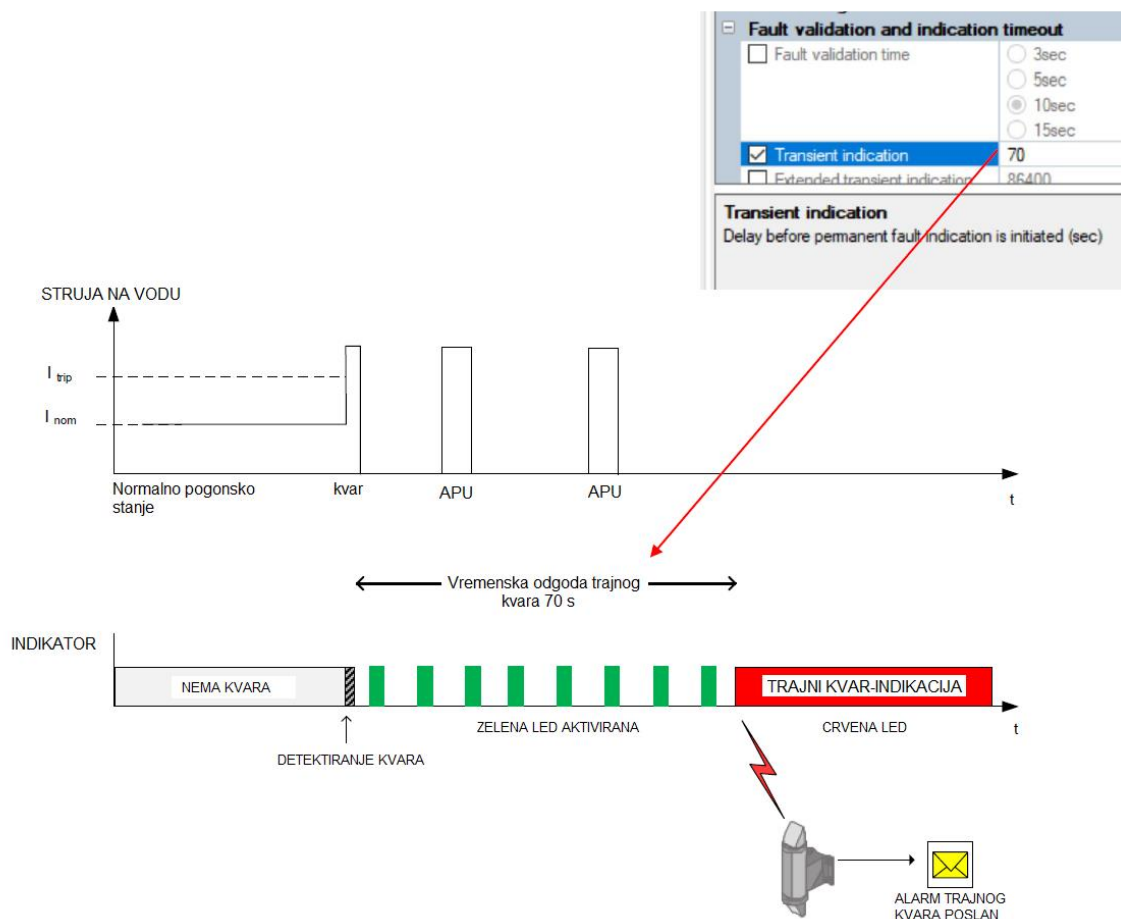 Fault validation and indication timeout
Fault validation time
3sec
5sec
10sec
15sec
Transient indication
70
Extended transient indication
86400
Transient indication
Delay before permanent fault indication is initiated (sec)
STRUJA NA VODU
I trip
I nom
Normalno pogonsko
stanje
kvar
APU
APU
t
Vremenska odgoda trajnog
kvara 70 s
INDIKATOR
NEMA KVARA
TRAJNI KVAR-INDIKACIJA
ZELENA LED AKTIVIRANA
CRVENA LED
t
DETEKTIRANJE KVARA
ALARM TRAJNOG
KVARA POSLAN